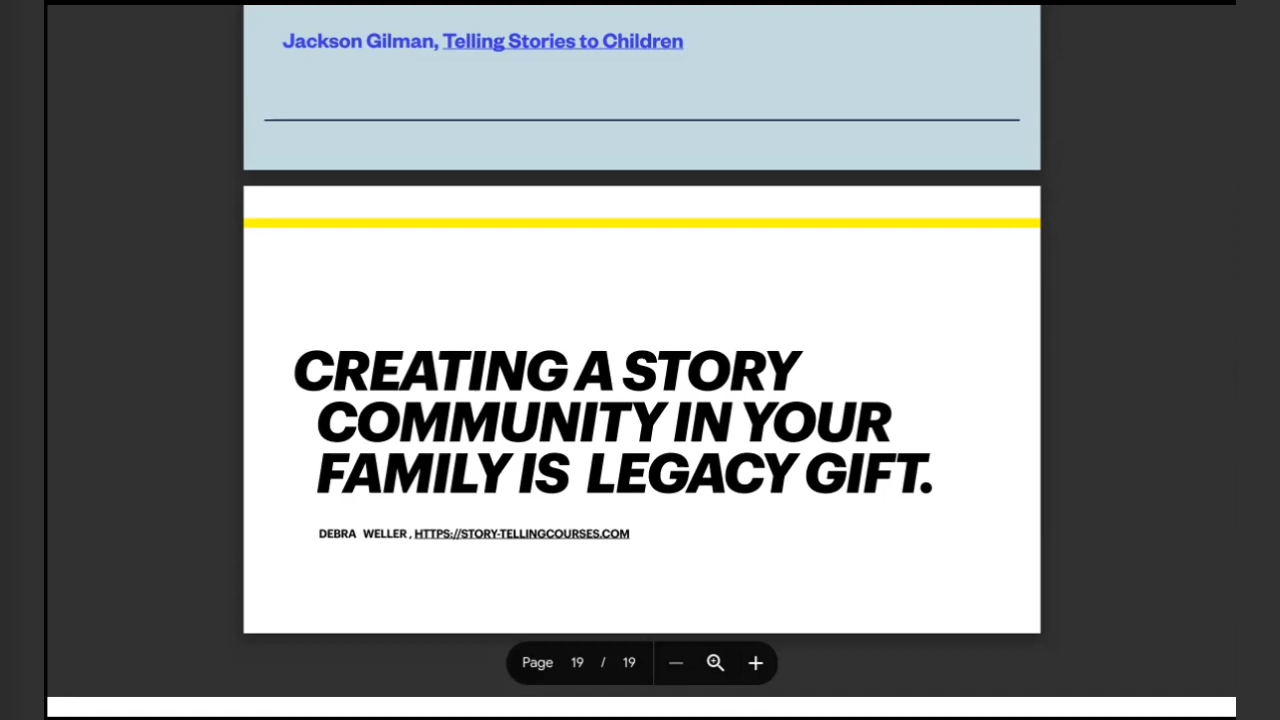 Jackson Gilman, Telling Stories to Children
CREATING A STORY
COMMUNITY IN YOUR
FAMILY IS LEGACY GIFT.
DEBRA WELLER, HTTPS://STORY-TELLINGCOURSES.COM
Page 19 / 19